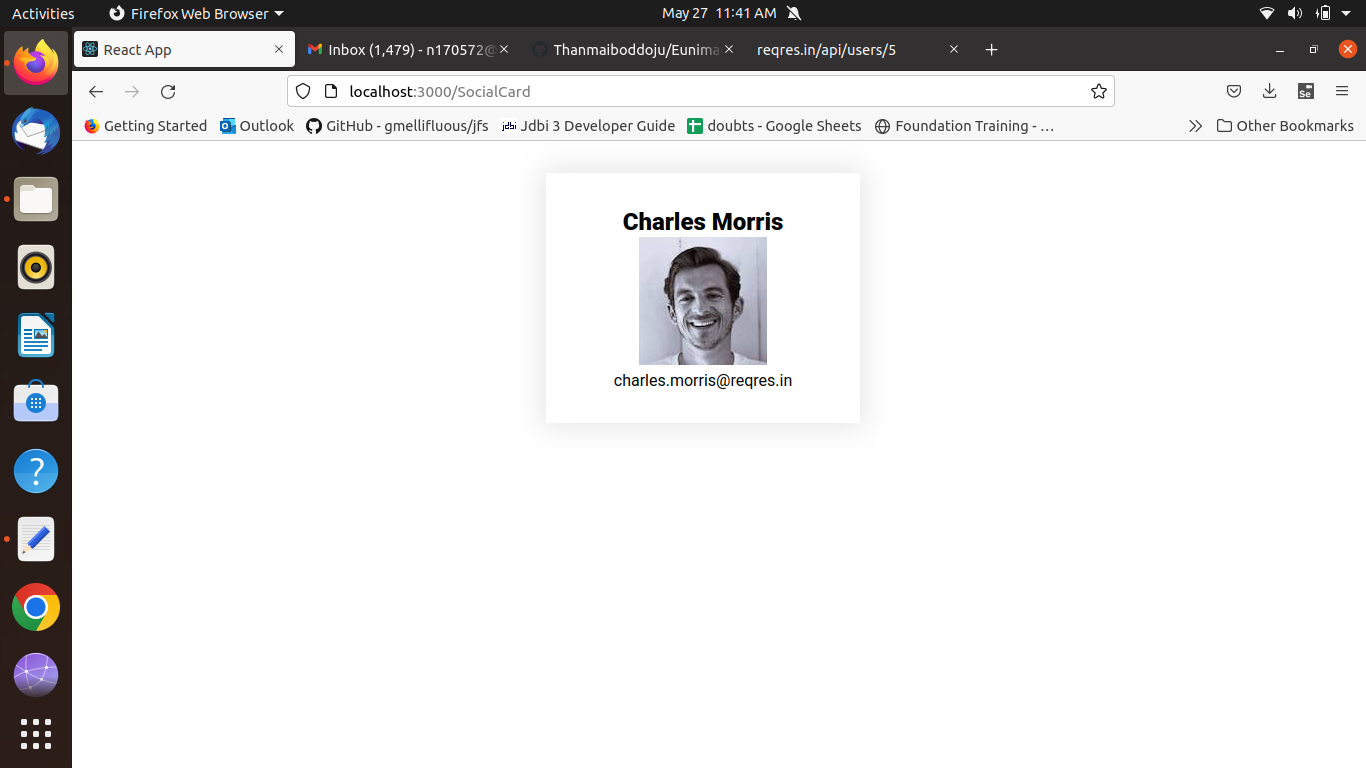 Activities Firefox Web Browser May 27 11:41 AM
React App Inbox (1,479) - n170572@ Thanmaiboddoju/Eunima reqres.in/api/users/5
localhost:3000/SocialCard Se
Getting Started Outlook GitHub - gmellifluous/jfs jdbi Jdbi 3 Developer Guide doubts - Google Sheets Foundation Training - … Other Bookmarks
Charles Morris
charles.morris@reqres.in
?